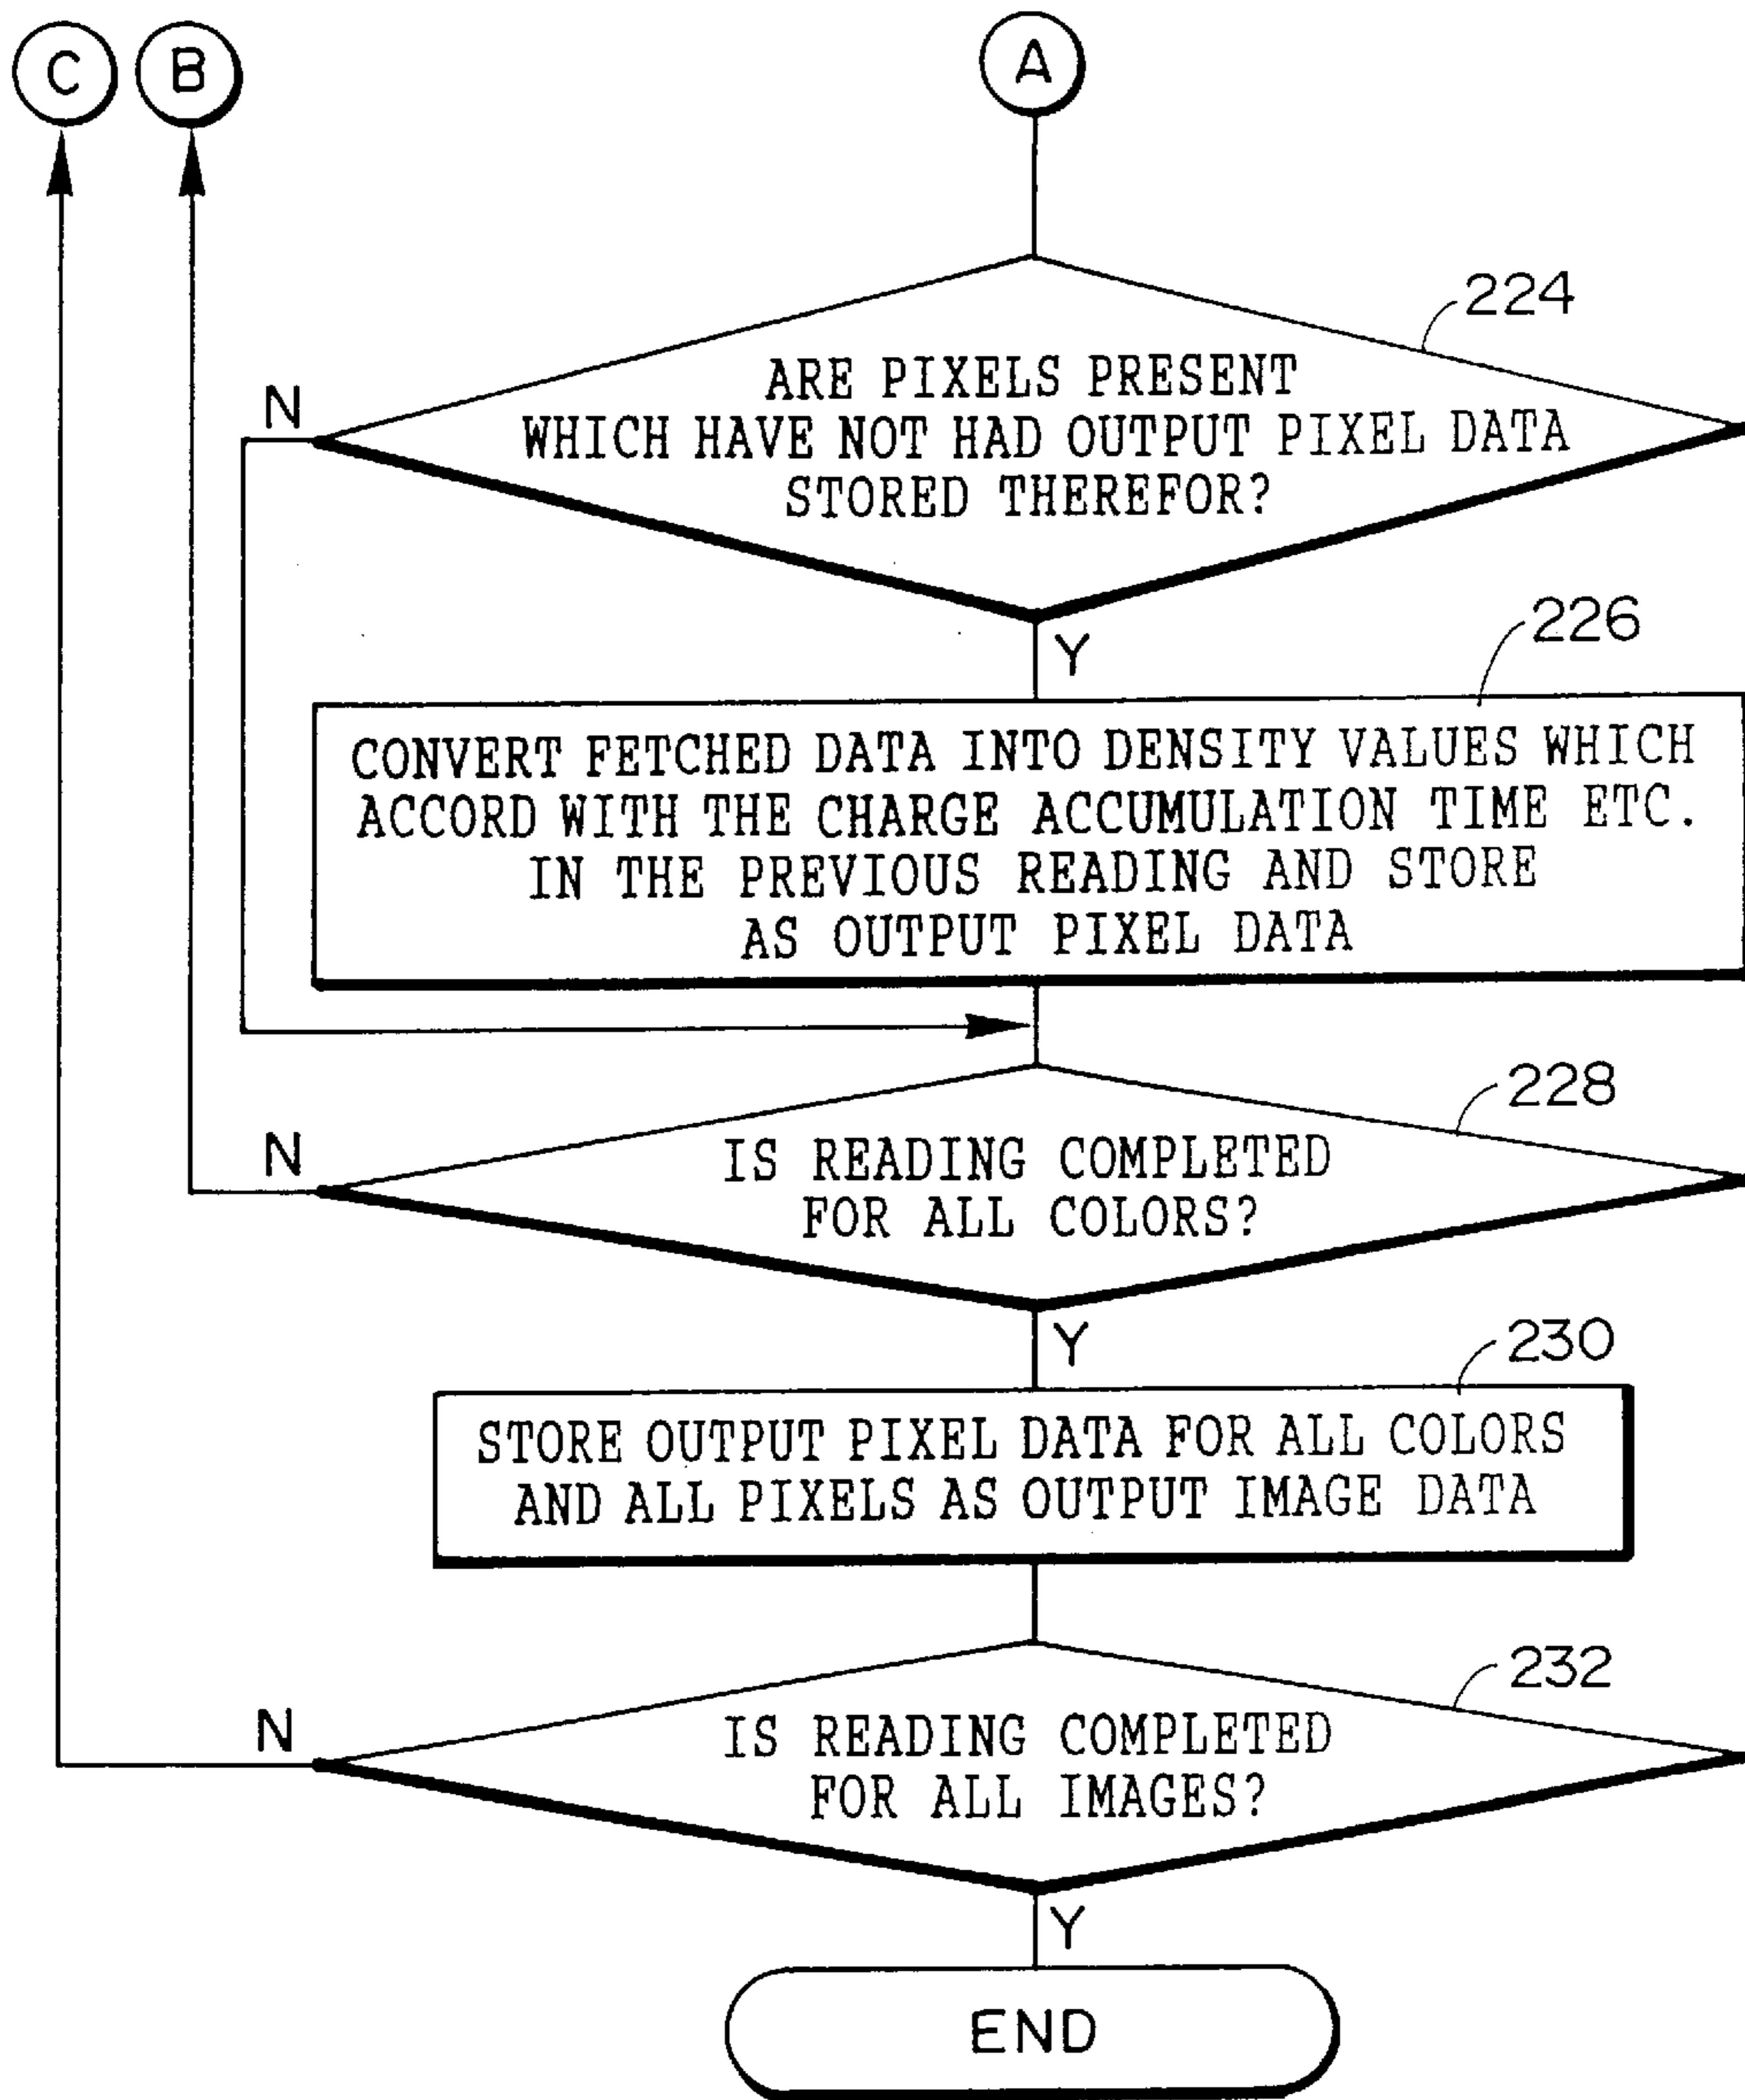 C
B
A
224
ARE PIXELS PRESENT
N
WHICH HAVE NOT HAD OUTPUT PIXEL DATA
STORED THEREFOR?
226
Y
CONVERT FETCHED DATA INTO DENSITY VALUES WHICH
ACCORD WITH THE CHARGE ACCUMULATION TIME ETC.
IN THE PREVIOUS READING AND STORE
AS OUTPUT PIXEL DATA
228
N
IS READING COMPLETED
FOR ALL COLORS?
Y
230
STORE OUTPUT PIXEL DATA FOR ALL COLORS
AND ALL PIXELS AS OUTPUT IMAGE DATA
232
N
IS READING COMPLETED
FOR ALL IMAGES?
Y
END